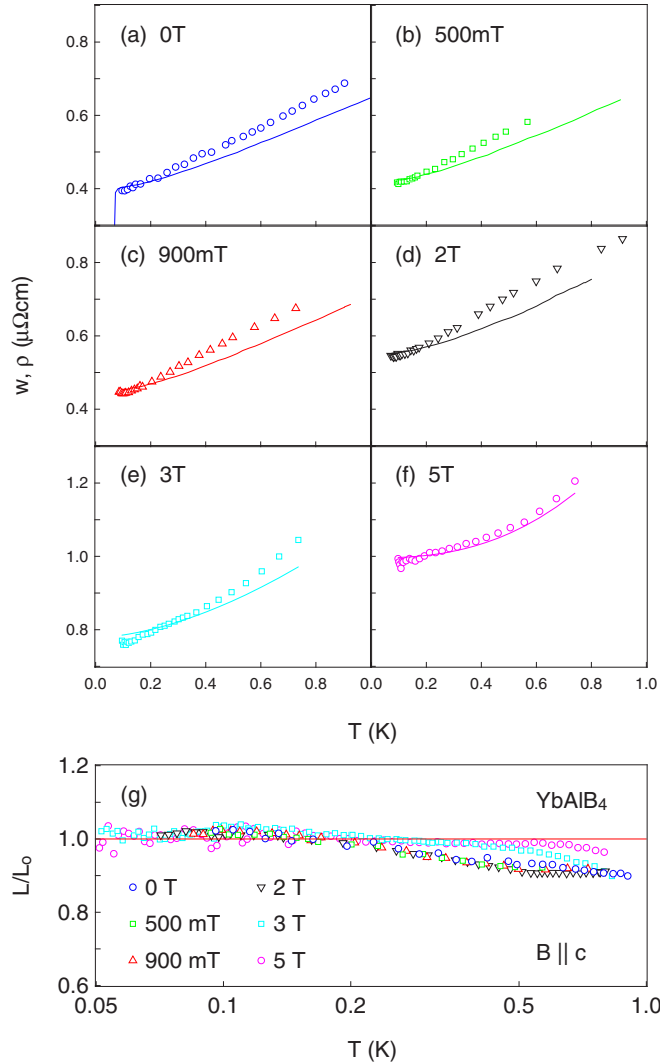 (a) 0T
(b) 500mT
0.8
0.6
0.4
(c) 900mT
(d) 2T
0.8
0.6
0.4
w, ρ (μΩcm)
(e) 3T
(f) 5T
1.2
1.0
0.8
0.0 0.2 0.4 0.6 0.8 0.0 0.2 0.4 0.6 0.8 1.0
T (K)
(g)
YbAlB4
1.2
1.0
0.8
0.6
L/Lo
0 T
500 mT
900 mT
2 T
3 T
5 T
B || c
0.05 0.1 0.2 0.5 1.0
T (K)